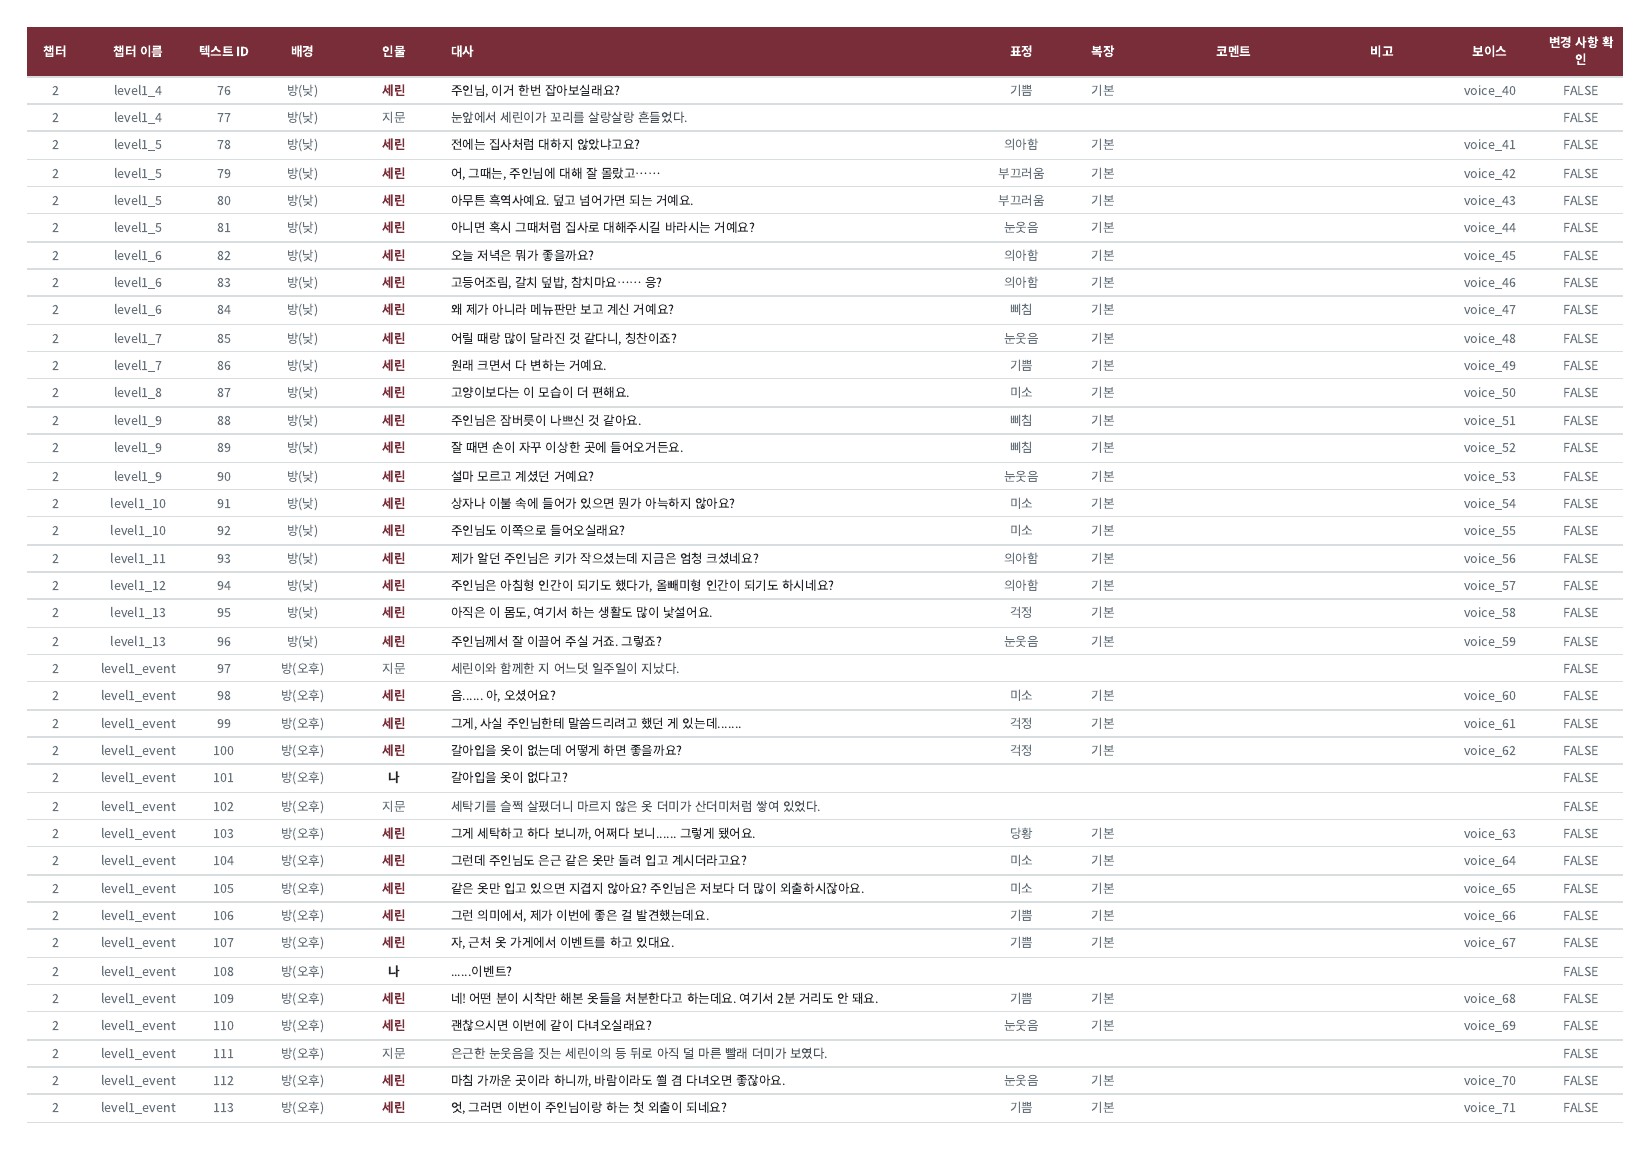 챕터 챕터 이름 텍스트 ID 배경 인물 대사 표정 복장 코멘트 비고 보이스 변경 사항 확인
2 level1_4 76 방(낮) 세린 주인님, 이거 한번 잡아보실래요? 기쁨 기본 voice_40 FALSE
2 level1_4 77 방(낮) 지문 눈앞에서 세린이가 꼬리를 살랑살랑 흔들었다. FALSE
2 level1_5 78 방(낮) 세린 전에는 집사처럼 대하지 않았냐고요? 의아함 기본 voice_41 FALSE
2 level1_5 79 방(낮) 세린 어, 그때는, 주인님에 대해 잘 몰랐고…… 부끄러움 기본 voice_42 FALSE
2 level1_5 80 방(낮) 세린 아무튼 흑역사예요. 덮고 넘어가면 되는 거예요. 부끄러움 기본 voice_43 FALSE
2 level1_5 81 방(낮) 세린 아니면 혹시 그때처럼 집사로 대해주시길 바라시는 거예요? 눈웃음 기본 voice_44 FALSE
2 level1_6 82 방(낮) 세린 오늘 저녁은 뭐가 좋을까요? 의아함 기본 voice_45 FALSE
2 level1_6 83 방(낮) 세린 고등어조림, 갈치 덮밥, 참치마요…… 응? 의아함 기본 voice_46 FALSE
2 level1_6 84 방(낮) 세린 왜 제가 아니라 메뉴판만 보고 계신 거예요? 삐침 기본 voice_47 FALSE
2 level1_7 85 방(낮) 세린 어릴 때랑 많이 달라진 것 같다니, 칭찬이죠? 눈웃음 기본 voice_48 FALSE
2 level1_7 86 방(낮) 세린 원래 크면서 다 변하는 거예요. 기쁨 기본 voice_49 FALSE
2 level1_8 87 방(낮) 세린 고양이보다는 이 모습이 더 편해요. 미소 기본 voice_50 FALSE
2 level1_9 88 방(낮) 세린 주인님은 잠버릇이 나쁘신 것 같아요. 삐침 기본 voice_51 FALSE
2 level1_9 89 방(낮) 세린 잘 때면 손이 자꾸 이상한 곳에 들어오거든요. 삐침 기본 voice_52 FALSE
2 level1_9 90 방(낮) 세린 설마 모르고 계셨던 거예요? 눈웃음 기본 voice_53 FALSE
2 level1_10 91 방(낮) 세린 상자나 이불 속에 들어가 있으면 뭔가 아늑하지 않아요? 미소 기본 voice_54 FALSE
2 level1_10 92 방(낮) 세린 주인님도 이쪽으로 들어오실래요? 미소 기본 voice_55 FALSE
2 level1_11 93 방(낮) 세린 제가 알던 주인님은 키가 작으셨는데 지금은 엄청 크셨네요? 의아함 기본 voice_56 FALSE
2 level1_12 94 방(낮) 세린 주인님은 아침형 인간이 되기도 했다가, 올빼미형 인간이 되기도 하시네요? 의아함 기본 voice_57 FALSE
2 level1_13 95 방(낮) 세린 아직은 이 몸도, 여기서 하는 생활도 많이 낯설어요. 걱정 기본 voice_58 FALSE
2 level1_13 96 방(낮) 세린 주인님께서 잘 이끌어 주실 거죠. 그렇죠? 눈웃음 기본 voice_59 FALSE
2 level1_event 97 방(오후) 지문 세린이와 함께한 지 어느덧 일주일이 지났다. FALSE
2 level1_event 98 방(오후) 세린 음...... 아, 오셨어요? 미소 기본 voice_60 FALSE
2 level1_event 99 방(오후) 세린 그게, 사실 주인님한테 말씀드리려고 했던 게 있는데....... 걱정 기본 voice_61 FALSE
2 level1_event 100 방(오후) 세린 갈아입을 옷이 없는데 어떻게 하면 좋을까요? 걱정 기본 voice_62 FALSE
2 level1_event 101 방(오후) 나 갈아입을 옷이 없다고? FALSE
2 level1_event 102 방(오후) 지문 세탁기를 슬쩍 살폈더니 마르지 않은 옷 더미가 산더미처럼 쌓여 있었다. FALSE
2 level1_event 103 방(오후) 세린 그게 세탁하고 하다 보니까, 어쩌다 보니...... 그렇게 됐어요. 당황 기본 voice_63 FALSE
2 level1_event 104 방(오후) 세린 그런데 주인님도 은근 같은 옷만 돌려 입고 계시더라고요? 미소 기본 voice_64 FALSE
2 level1_event 105 방(오후) 세린 같은 옷만 입고 있으면 지겹지 않아요? 주인님은 저보다 더 많이 외출하시잖아요. 미소 기본 voice_65 FALSE
2 level1_event 106 방(오후) 세린 그런 의미에서, 제가 이번에 좋은 걸 발견했는데요. 기쁨 기본 voice_66 FALSE
2 level1_event 107 방(오후) 세린 자, 근처 옷 가게에서 이벤트를 하고 있대요. 기쁨 기본 voice_67 FALSE
2 level1_event 108 방(오후) 나 ......이벤트? FALSE
2 level1_event 109 방(오후) 세린 네! 어떤 분이 시착만 해본 옷들을 처분한다고 하는데요. 여기서 2분 거리도 안 돼요. 기쁨 기본 voice_68 FALSE
2 level1_event 110 방(오후) 세린 괜찮으시면 이번에 같이 다녀오실래요? 눈웃음 기본 voice_69 FALSE
2 level1_event 111 방(오후) 지문 은근한 눈웃음을 짓는 세린이의 등 뒤로 아직 덜 마른 빨래 더미가 보였다. FALSE
2 level1_event 112 방(오후) 세린 마침 가까운 곳이라 하니까, 바람이라도 쐴 겸 다녀오면 좋잖아요. 눈웃음 기본 voice_70 FALSE
2 level1_event 113 방(오후) 세린 엇, 그러면 이번이 주인님이랑 하는 첫 외출이 되네요? 기쁨 기본 voice_71 FALSE